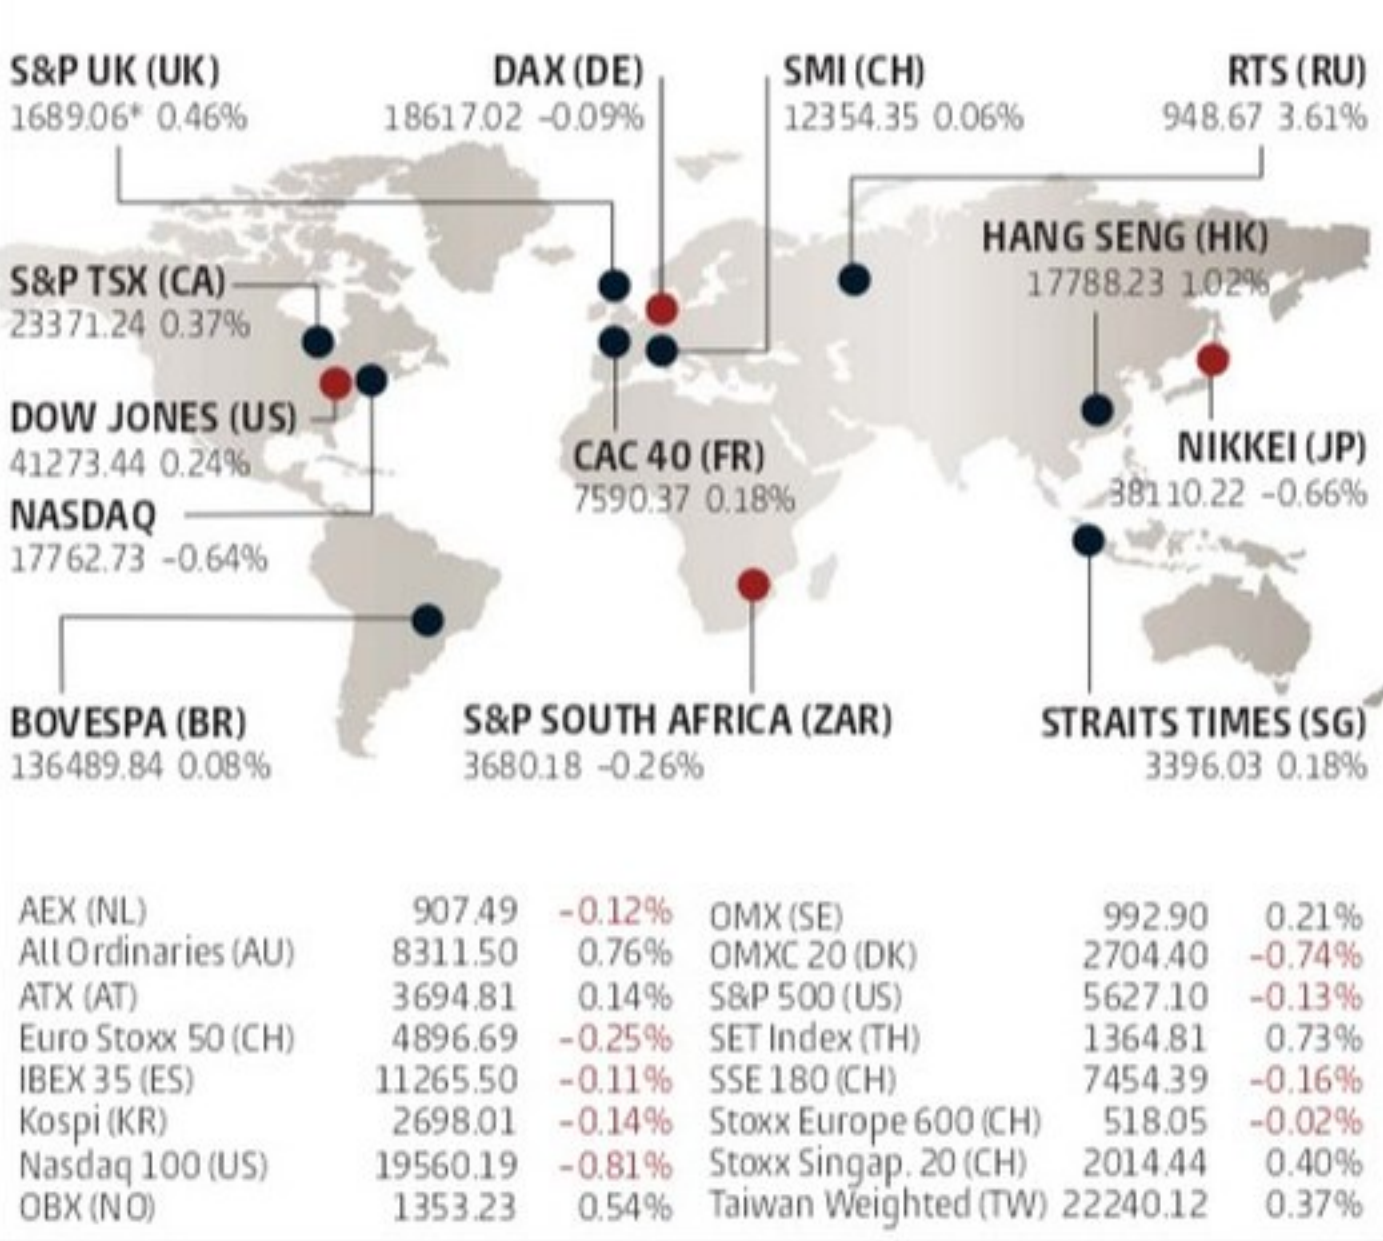 S&P UK (UK)
1689.06* 0.46%
DAX (DE)
18617.02 -0.09%
SMI (CH)
12354.35 0.06%
RTS (RU)
948.67 3.61%
HANG SENG (HK)
17788.23 1.02%
S&P TSX (CA)
23371.24 0.37%
DOW JONES (US)
41273.44 0.24%
NASDAQ
17762.73 -0.64%
CAC 40 (FR)
7590.37 0.18%
NIKKEI (JP)
38110.22 -0.66%
BOVESPA (BR)
136489.84 0.08%
S&P SOUTH AFRICA (ZAR)
3680.18 -0.26%
STRAITS TIMES (SG)
3396.03 0.18%
AEX (NL) 907.49 -0.12%
All Ordinaries (AU) 8311.50 0.76%
ATX (AT) 3694.81 0.14%
Euro Stoxx 50 (CH) 4896.69 -0.25%
IBEX 35 (ES) 11265.50 -0.11%
Kospi (KR) 2698.01 -0.14%
Nasdaq 100 (US) 19560.19 -0.81%
OBX (NO) 1353.23 0.54%
OMX (SE) 992.90 0.21%
OMXC 20 (DK) 2704.40 -0.74%
S&P 500 (US) 5627.10 -0.13%
SET Index (TH) 1364.81 0.73%
SSE 180 (CH) 7454.39 -0.16%
Stoxx Europe 600 (CH) 518.05 -0.02%
Stoxx Singap. 20 (CH) 2014.44 0.40%
Taiwan Weighted (TW) 22240.12 0.37%